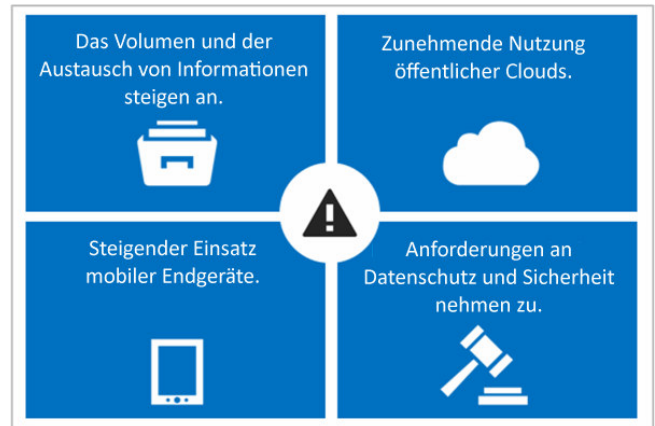 Das Volumen und der
Austausch von Informationen
steigen an.
Zunehmende Nutzung
öffentlicher Clouds.
Steigender Einsatz
mobiler Endgeräte.
Anforderungen an
Datenschutz und Sicherheit
nehmen zu.